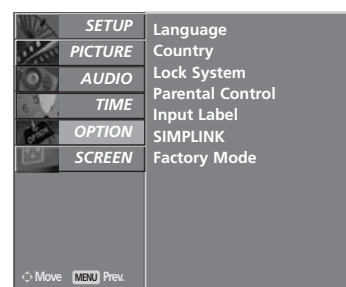 SETUP
PICTURE
AUDIO
TIME
OPTION
SCREEN
Language
Country
Lock System
Parental Control
Input Label
SIMPLINK
Factory Mode
Move MENU Prev.